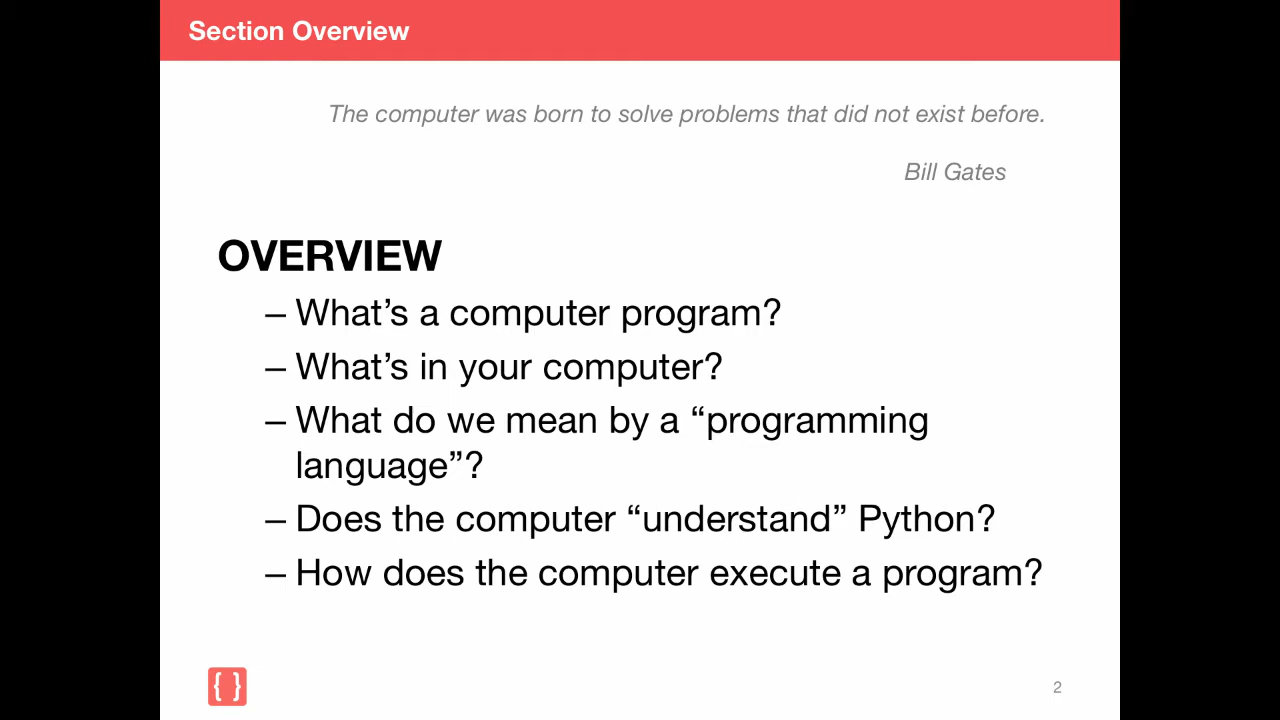 Section Overview
The computer was born to solve problems that did not exist before.
Bill Gates
OVERVIEW
– What’s a computer program?
– What’s in your computer?
– What do we mean by a “programming
language”?
– Does the computer “understand” Python?
– How does the computer execute a program?
{ }
2